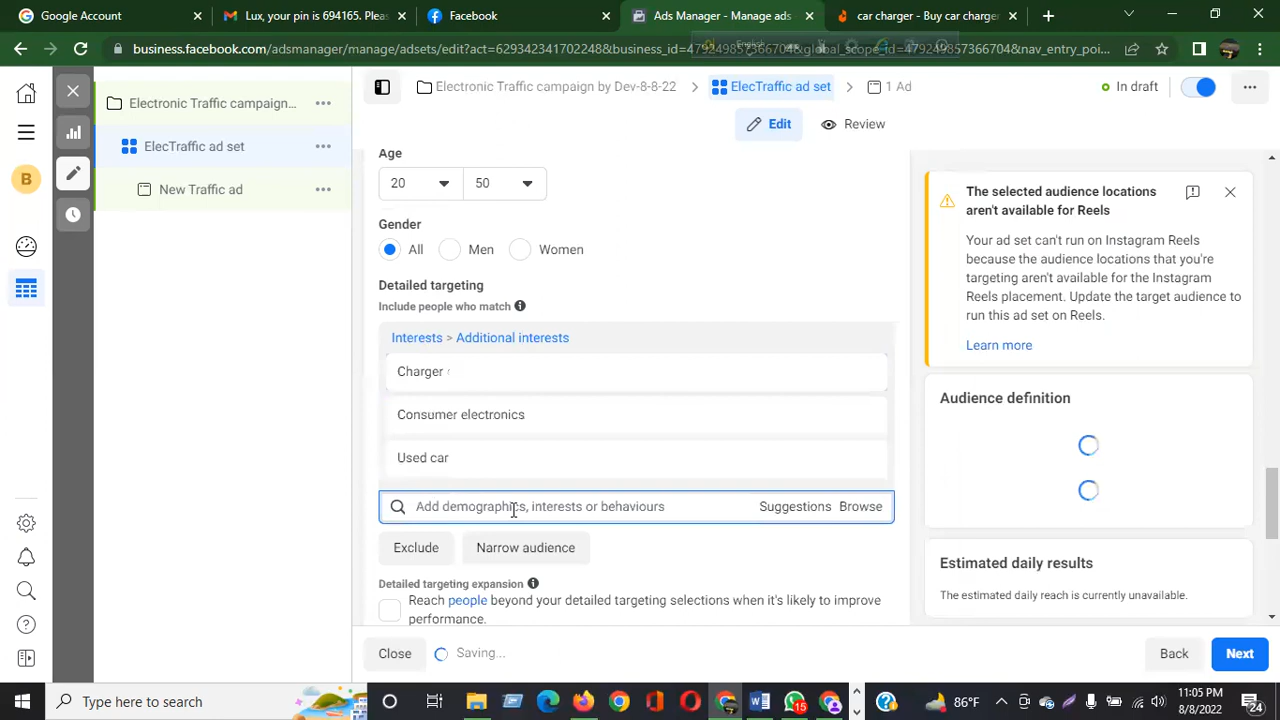 Google Account
Lux, your pin is 694165. Please
Facebook
Ads Manager - Manage ads
car charger - Buy car charger
business.facebook.com/adsmanager/manage/adsets/edit?act=629342341702248&business_id=479249857366704&global_scope_id=479249857366704&nav_entry_poi...
Electronic Traffic campaign...
ElecTraffic ad set
New Traffic ad
B
Electronic Traffic campaign by Dev-8-8-22
ElecTraffic ad set
1 Ad
In draft
Edit
Review
Age
20
50
Gender
All
Men
Women
Detailed targeting
Include people who match
Interests > Additional interests
Charger
Consumer electronics
Used car
Add demographics, interests or behaviours
Suggestions
Browse
Exclude
Narrow audience
Detailed targeting expansion
Reach people beyond your detailed targeting selections when it's likely to improve
performance.
Close
Saving...
Back
Next
The selected audience
locations
aren't available for Reels
Your ad set can't run on Instagram Reels
because the audience locations that you're
targeting aren't available for the Instagram
Reels placement. Update the target audience to
run this ad set on Reels.
Learn more
Audience definition
Estimated daily results
The estimated daily reach is currently unavailable.
Type here to search
15
86°F
11:05 PM
8/8/2022
24